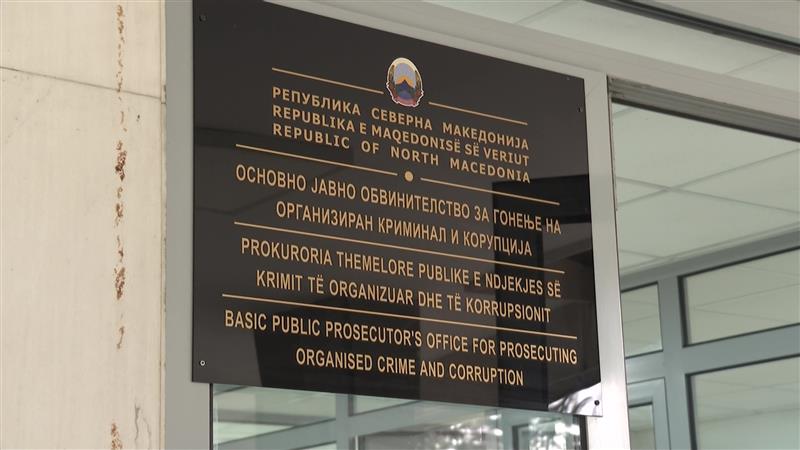 РЕПУБЛИКА СЕВЕРНА МАКЕДОНИЈА
REPUBLIKA E MAQEDONISË SË VERIUT
REPUBLIC OF NORTH MACEDONIA
ОСНОВНО ЈАВНО ОБВИНИТЕЛСТВО ЗА ГОНЕЊЕ НА
ОРГАНИЗИРАН КРИМИНАЛ И КОРУПЦИЈА
PROKURORIA THEMELORE PUBLIKE E NDJEKJES SË
KRIMIT TË ORGANIZUAR DHE TË KORRUPSIONIT
BASIC PUBLIC PROSECUTOR'S OFFICE FOR PROSECUTING
ORGANISED CRIME AND CORRUPTION